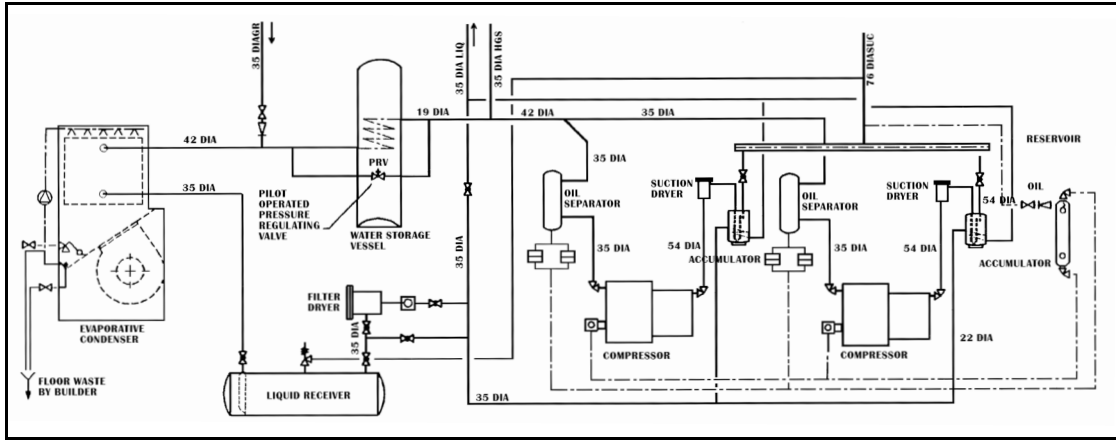 35 DIAGR
35 DIA LIQ
35 DIA HGS
76 DIASUC
19 DIA
42 DIA
35 DIA
RESERVOIR
42 DIA
35 DIA
PRV
35 DIA
PILOT
OPERATED
PRESSURE
REGULATING
VALVE
WATER STORAGE
VESSEL
OIL
SEPARATOR
SUCTION
DRYER
OIL
SEPARATOR
SUCTION
DRYER
54 DIA
OIL
35 DIA
35 DIA
54 DIA
ACCUMULATOR
35 DIA
54 DIA
ACCUMULATOR
FILTER
DRYER
35 DIA
EVAPORATIVE
CONDENSER
COMPRESSOR
COMPRESSOR
22 DIA
FLOOR WASTE
BY BUILDER
LIQUID RECEIVER
35 DIA